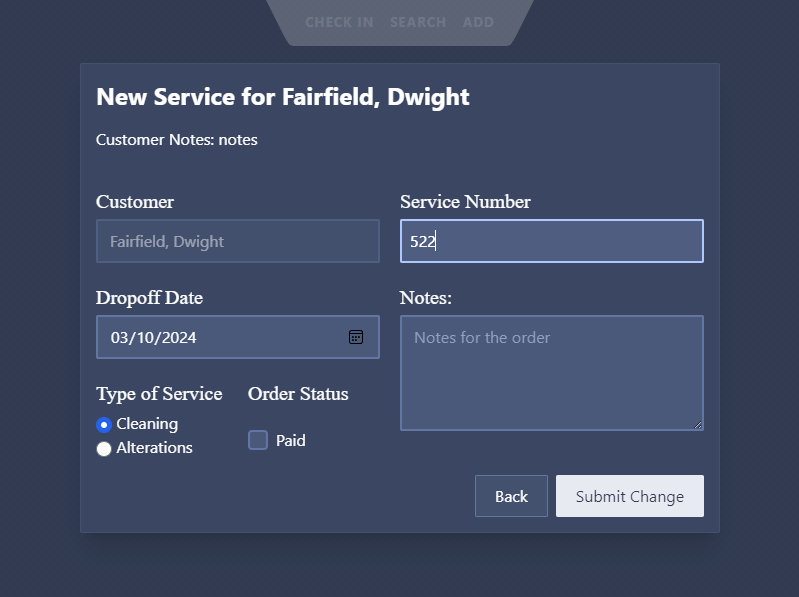 CHECK IN SEARCH ADD
New Service for Fairfield, Dwight
Customer Notes: notes
Customer
Service Number
Fairfield, Dwight
522
Dropoff Date
Notes:
03/10/2024
Notes for the order
Type of Service
Order Status
Cleaning
Alterations
Paid
Back
Submit Change